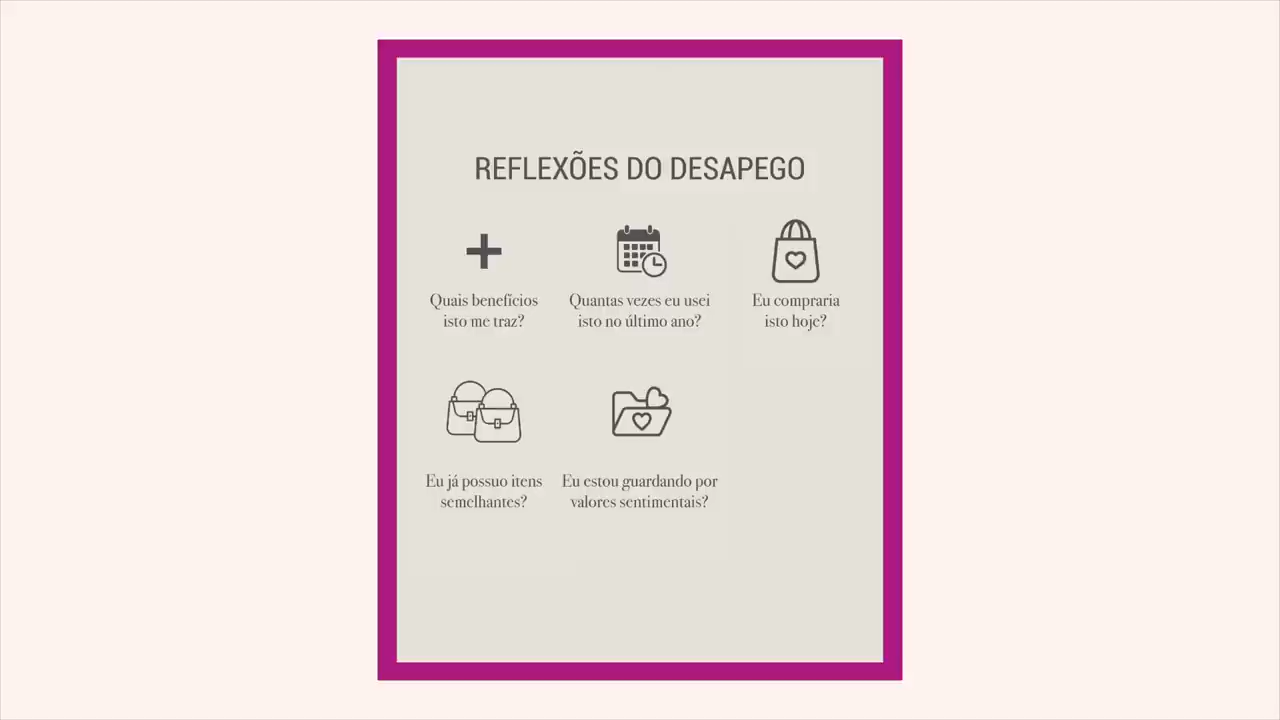 REFLEXÕES DO DESAPEGO
Quais benefícios
isto me traz?
Quantas vezes eu usei
isto no último ano?
Eu compraria
isto hoje?
Eu já possuo itens
semelhantes?
Eu estou guardando por
valores sentimentais?